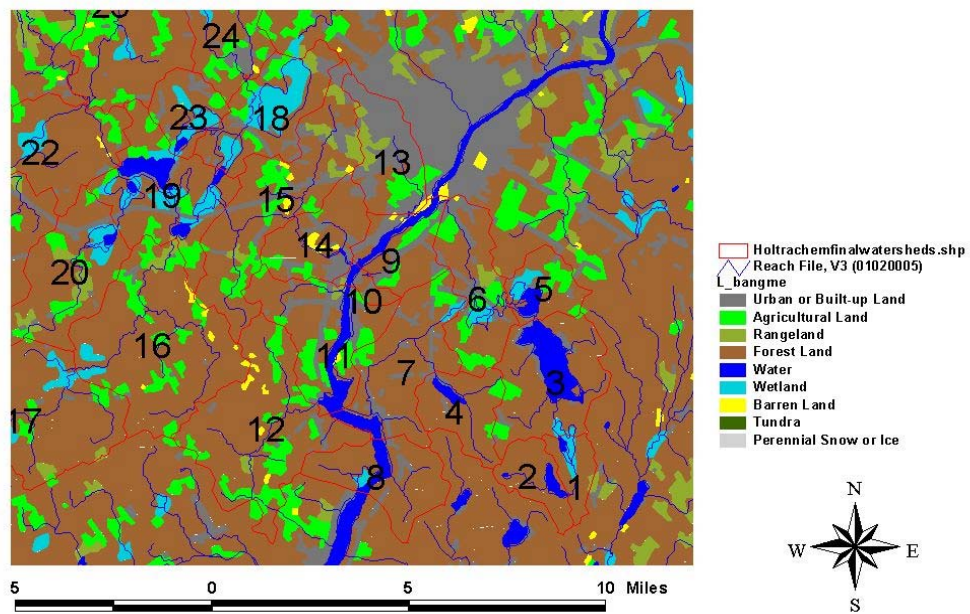 25
24
18
23
22
13
19
15
14
9
20
5
10
6
16
11
7
3
4
17
12
8
2
1
Holtrachemfinalwatersheds.shp
Reach File, V3 (01020005)
L_bangme
Urban or Built-up Land
Agricultural Land
Rangeland
Forest Land
Water
Wetland
Barren Land
Tundra
Perennial Snow or Ice
N
W E
S
5 0 5 10 Miles